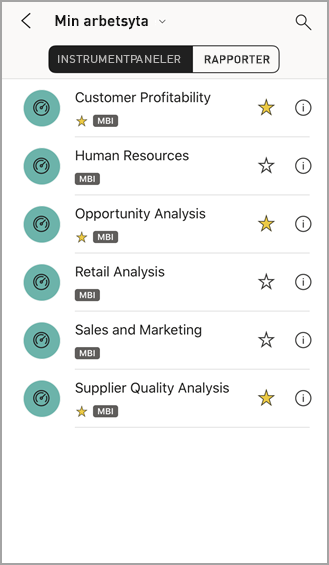 Min arbetsyta
INSTRUMENTPANELER RAPPORTER
Customer Profitability
MBI
Human Resources
MBI
Opportunity Analysis
MBI
Retail Analysis
MBI
Sales and Marketing
MBI
Supplier Quality Analysis
MBI